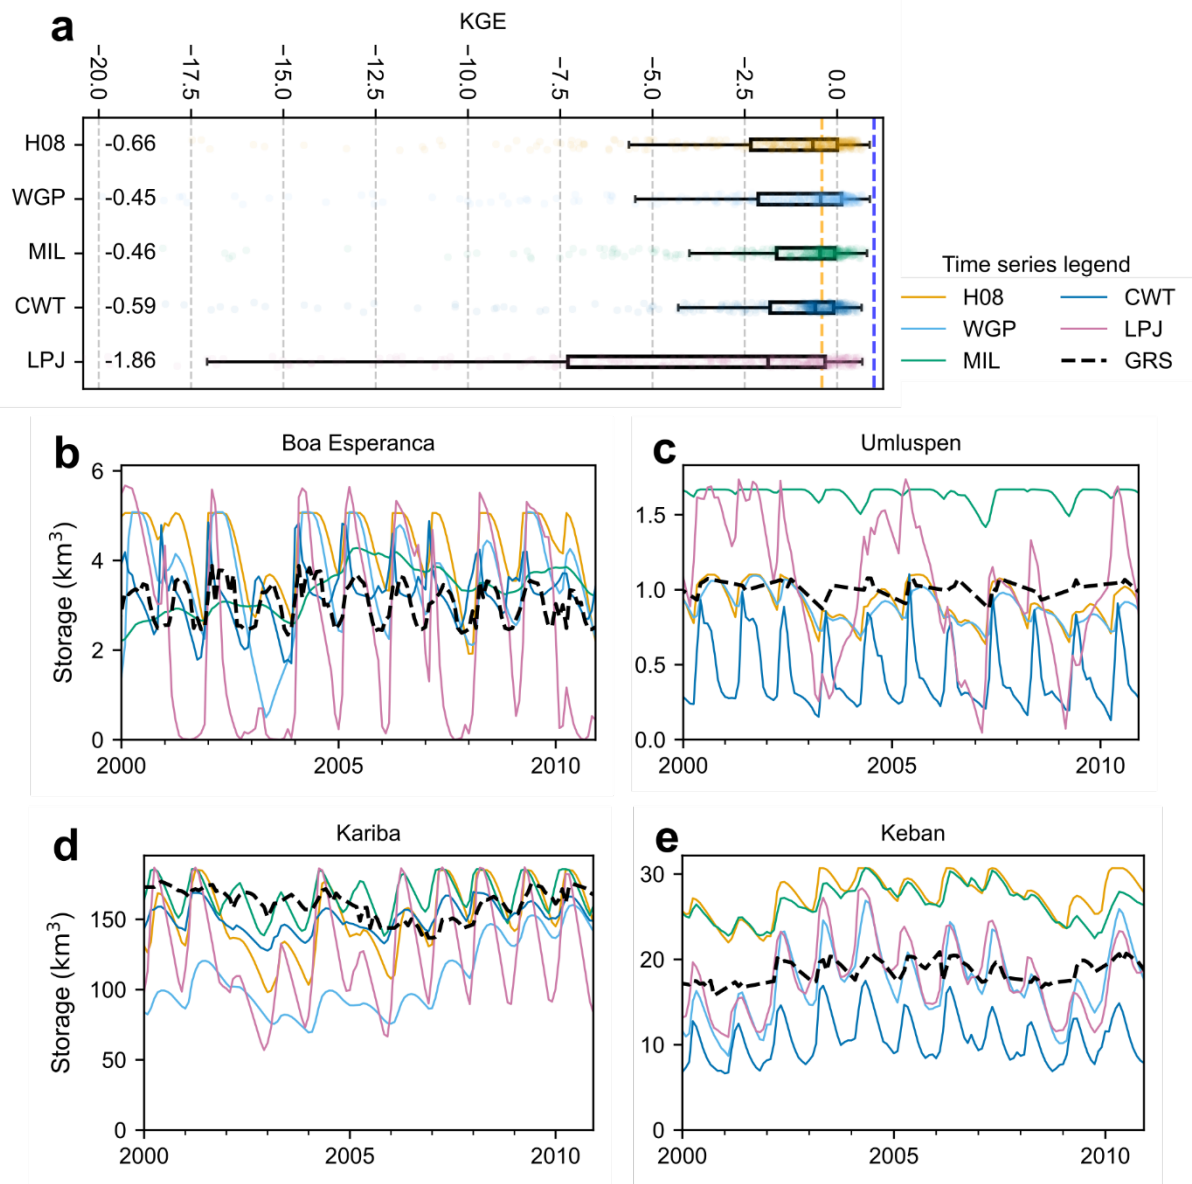 a
KGE
−20.0 −17.5 −15.0 −12.5 −10.0 −7.5 −5.0 −2.5 0.0
H08 -0.66
WGP -0.45
MIL -0.46
CWT -0.59
LPJ -1.86
Time series legend
H08 CWT
WGP LPJ
MIL GRS
b Boa Esperanca
Storage (km³)
6
4
2
0
2000 2005 2010
c Umluspen
1.5
1.0
0.5
0.0
2000 2005 2010
d Kariba
Storage (km³)
150
100
50
0
2000 2005 2010
e Keban
30
20
10
0
2000 2005 2010